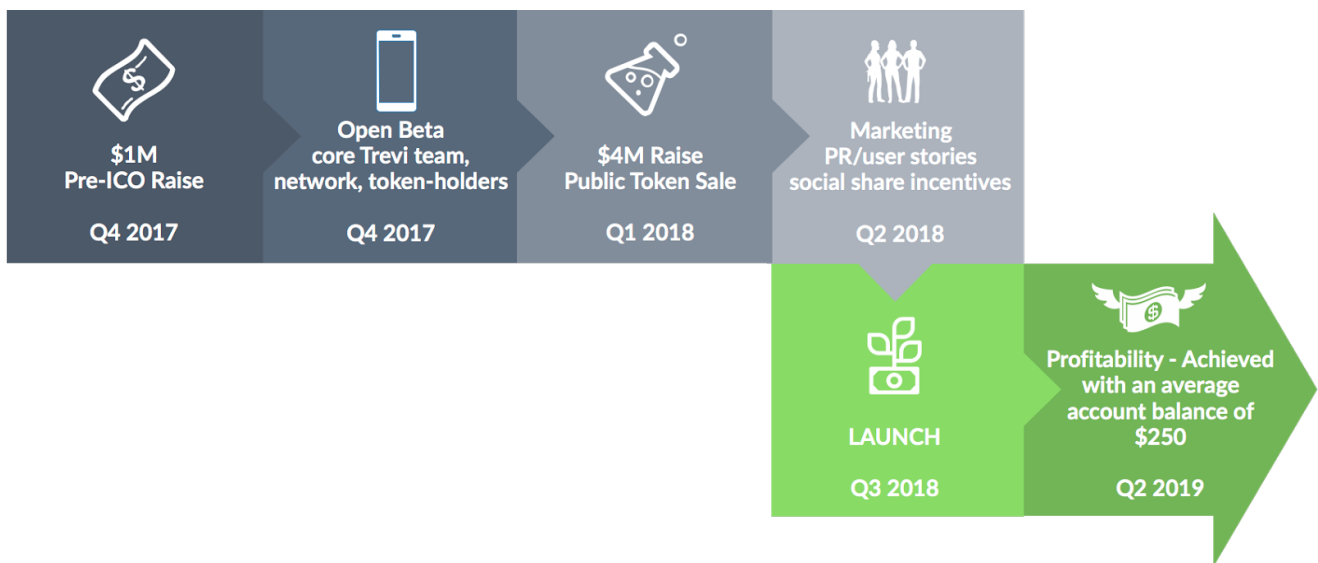 $1M
Pre-ICO Raise
Q4 2017
Open Beta
core Trevi team,
network, token-holders
Q4 2017
$4M Raise
Public Token Sale
Q1 2018
Marketing
PR/user stories
social share incentives
Q2 2018
LAUNCH
Q3 2018
Profitability - Achieved
with an average
account balance of
$250
Q2 2019